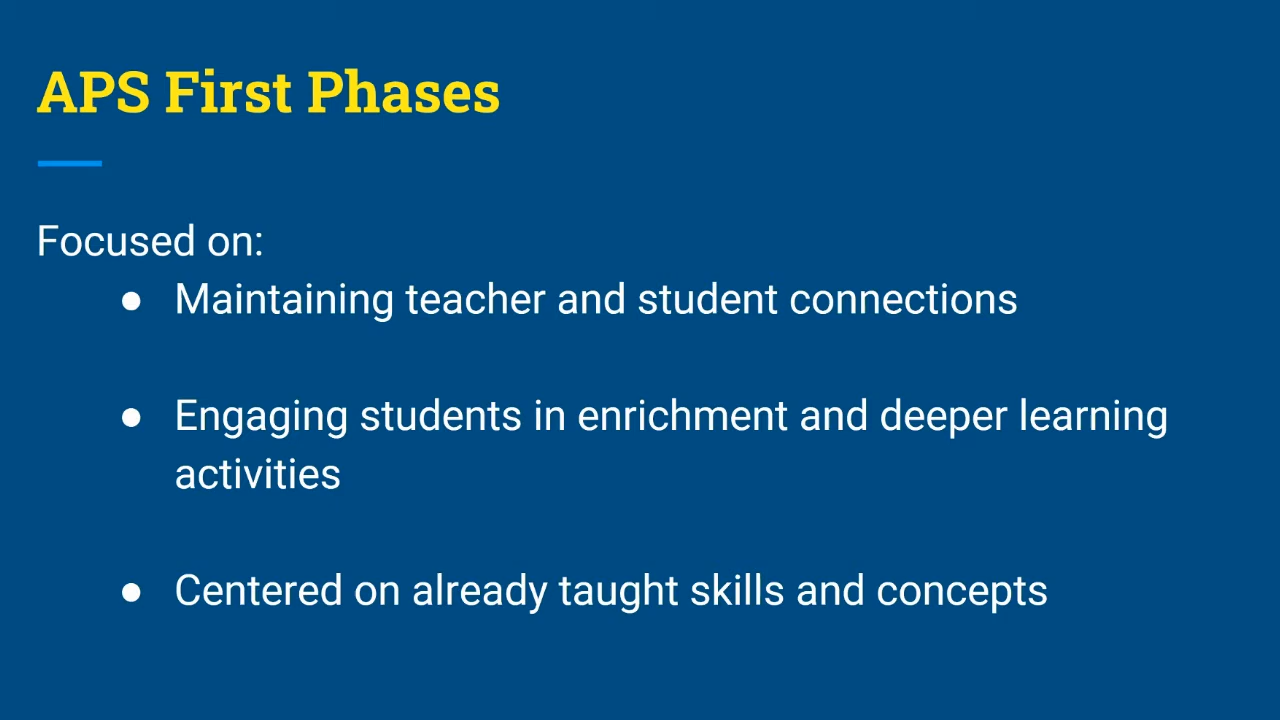 APS First Phases
Focused on:
● Maintaining teacher and student connections
● Engaging students in enrichment and deeper learning
activities
● Centered on already taught skills and concepts